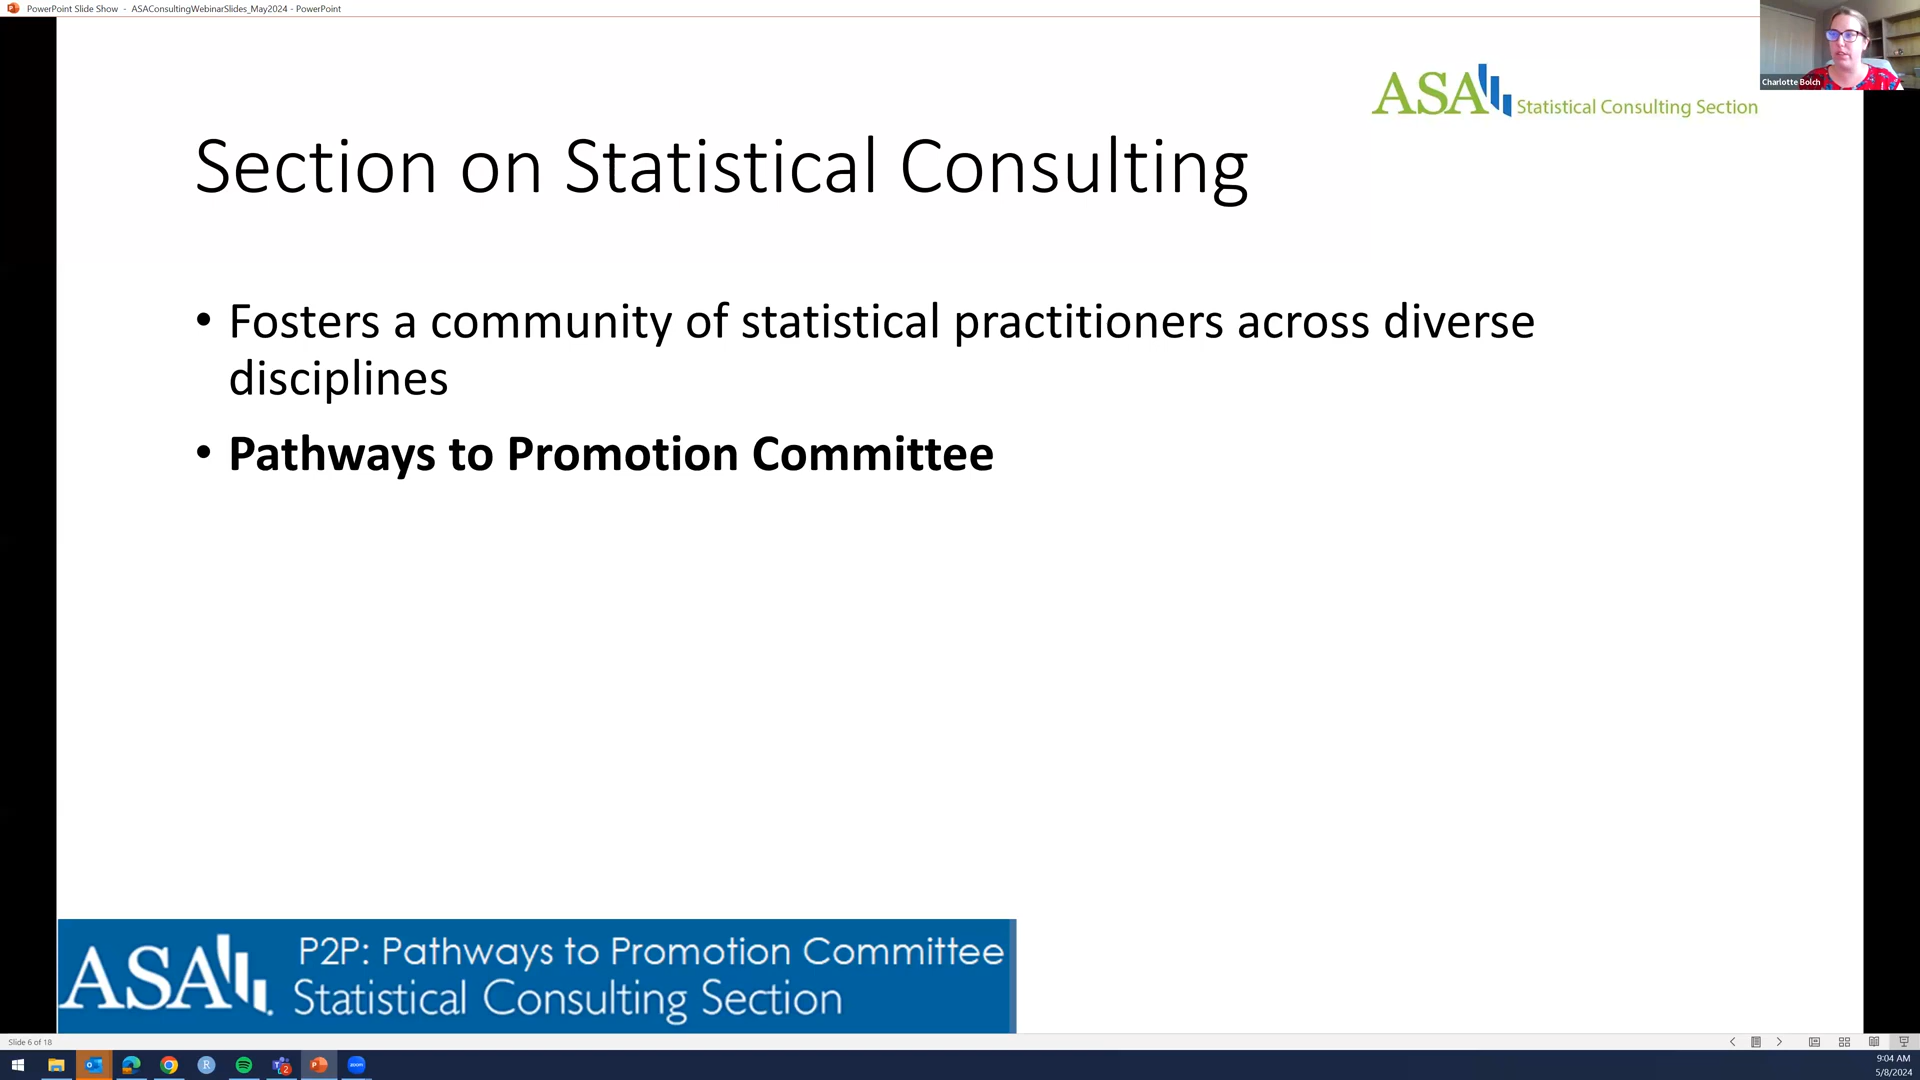 PowerPoint Slide Show - ASAConsultingWebinarSlides_May2024 - PowerPoint
Charlotte Bolch
ASA Statistical Consulting Section
Section on Statistical Consulting
• Fosters a community of statistical practitioners across diverse
disciplines
• Pathways to Promotion Committee
ASA
P2P: Pathways to Promotion Committee
Statistical Consulting Section
Slide 6 of 18
R
2
zoom
9:04 AM
5/8/2024